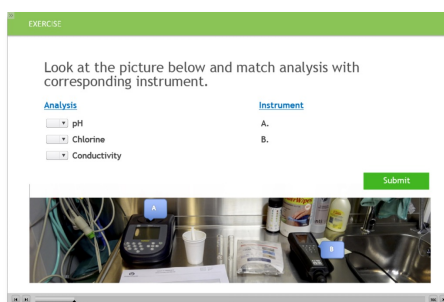 EXERCISE
Look at the picture below and match analysis with
corresponding instrument.
Analysis
Instrument
pH
A.
Chlorine
B.
Conductivity
Submit
A
B